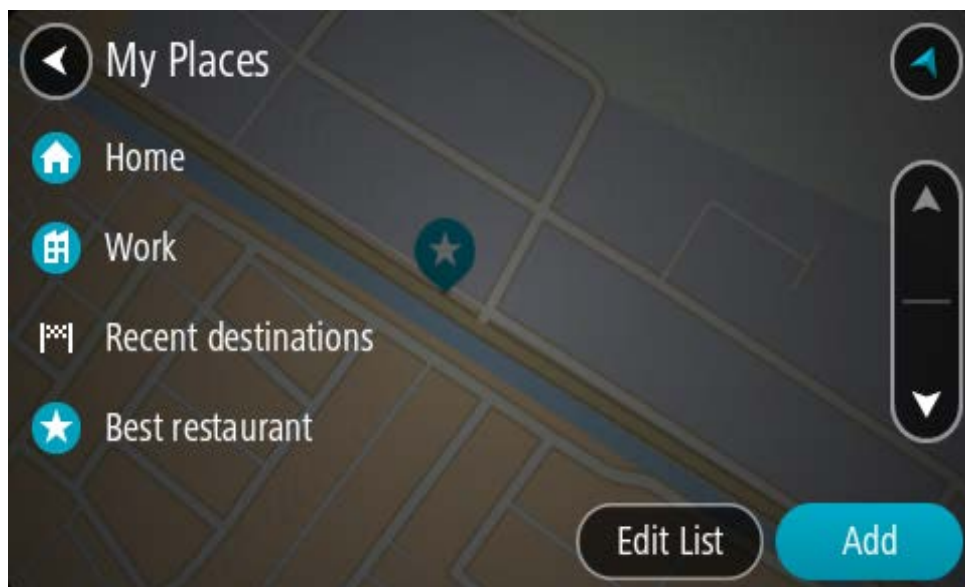 My Places
Home
Work
Recent destinations
Best restaurant
Edit List
Add